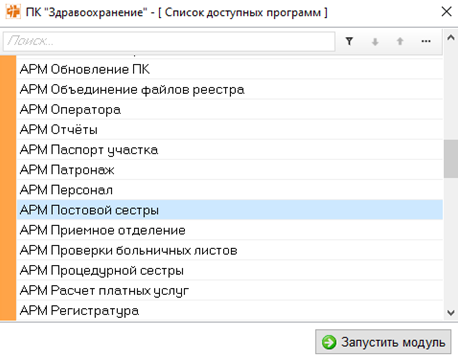 ПК "Здравоохранение" - [ Список доступных программ ]
Поиск...
АРМ Обновление ПК
АРМ Объединение файлов реестра
АРМ Оператора
АРМ Отчёты
АРМ Паспорт участка
АРМ Патронаж
АРМ Персонал
АРМ Постовой сестры
АРМ Приемное отделение
АРМ Проверки больничных листов
АРМ Процедурной сестры
АРМ Расчет платных услуг
АРМ Регистратура
Запустить модуль